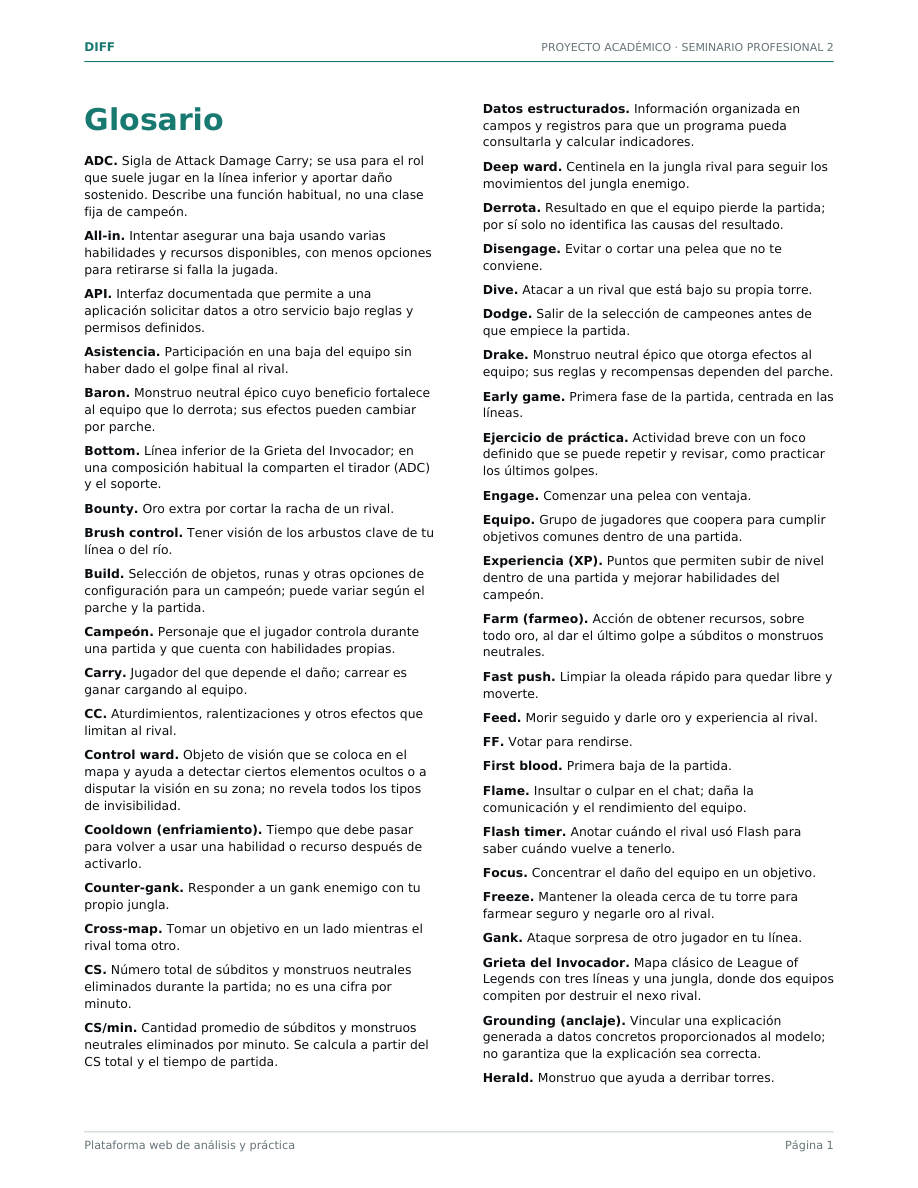 DIFF
PROYECTO ACADÉMICO · SEMINARIO PROFESIONAL 2
Glosario
ADC. Sigla de Attack Damage Carry; se usa para el rol
que suele jugar en la línea inferior y aportar daño
sostenido. Describe una función habitual, no una clase
fija de campeón.
All-in. Intentar asegurar una baja usando varias
habilidades y recursos disponibles, con menos opciones
para retirarse si falla la jugada.
API. Interfaz documentada que permite a una
aplicación solicitar datos a otro servicio bajo reglas y
permisos definidos.
Asistencia. Participación en una baja del equipo sin
haber dado el golpe final al rival.
Baron. Monstruo neutral épico cuyo beneficio fortalece
al equipo que lo derrota; sus efectos pueden cambiar
por parche.
Bottom. Línea inferior de la Grieta del Invocador; en
una composición habitual la comparten el tirador (ADC)
y el soporte.
Bounty. Oro extra por cortar la racha de un rival.
Brush control. Tener visión de los arbustos clave de tu
línea o del río.
Build. Selección de objetos, runas y otras opciones de
configuración para un campeón; puede variar según el
parche y la partida.
Campeón. Personaje que el jugador controla durante
una partida y que cuenta con habilidades propias.
Carry. Jugador del que depende el daño; carrear es
ganar cargando al equipo.
CC. Aturdimientos, ralentizaciones y otros efectos que
limitan al rival.
Control ward. Objeto de visión que se coloca en el
mapa y ayuda a detectar ciertos elementos ocultos o a
disputar la visión en su zona; no revela todos los tipos
de invisibilidad.
Cooldown (enfriamiento). Tiempo que debe pasar
para volver a usar una habilidad o recurso después de
activarlo.
Counter-gank. Responder a un gank enemigo con tu
propio jungla.
Cross-map. Tomar un objetivo en un lado mientras el
rival toma otro.
CS. Número total de súbditos y monstruos neutrales
eliminados durante la partida; no es una cifra por
minuto.
CS/min. Cantidad promedio de súbditos y monstruos
neutrales eliminados por minuto. Se calcula a partir del
CS total y el tiempo de partida.
Datos estructurados. Información organizada en
campos y registros para que un programa pueda
consultarla y calcular indicadores.
Deep ward. Centinela en la jungla rival para seguir los
movimientos del jungla enemigo.
Derrota. Resultado en que el equipo pierde la partida;
por sí solo no identifica las causas del resultado.
Disengage. Evitar o cortar una pelea que no te
conviene.
Dive. Atacar a un rival que está bajo su propia torre.
Dodge. Salir de la selección de campeones antes de
que empiece la partida.
Drake. Monstruo neutral épico que otorga efectos al
equipo; sus reglas y recompensas dependen del parche.
Early game. Primera fase de la partida, centrada en las
líneas.
Ejercicio de práctica. Actividad breve con un foco
definido que se puede repetir y revisar, como practicar
los últimos golpes.
Engage. Comenzar una pelea con ventaja.
Equipo. Grupo de jugadores que coopera para cumplir
objetivos comunes dentro de una partida.
Experiencia (XP). Puntos que permiten subir de nivel
dentro de una partida y mejorar habilidades del
campeón.
Farm (farmeo). Acción de obtener recursos, sobre
todo oro, al dar el último golpe a súbditos o monstruos
neutrales.
Fast push. Limpiar la oleada rápido para quedar libre y
moverte.
Feed. Morir seguido y darle oro y experiencia al rival.
FF. Votar para rendirse.
First blood. Primera baja de la partida.
Flame. Insultar o culpar en el chat; daña la
comunicación y el rendimiento del equipo.
Flash timer. Anotar cuándo el rival usó Flash para
saber cuándo vuelve a tenerlo.
Focus. Concentrar el daño del equipo en un objetivo.
Freeze. Mantener la oleada cerca de tu torre para
farmear seguro y negarle oro al rival.
Gank. Ataque sorpresa de otro jugador en tu línea.
Grieta del Invocador. Mapa clásico de League of
Legends con tres líneas y una jungla, donde dos equipos
compiten por destruir el nexo rival.
Grounding (anclaje). Vincular una explicación
generada a datos concretos proporcionados al modelo;
no garantiza que la explicación sea correcta.
Herald. Monstruo que ayuda a derribar torres.
Plataforma web de análisis y práctica
Página 1